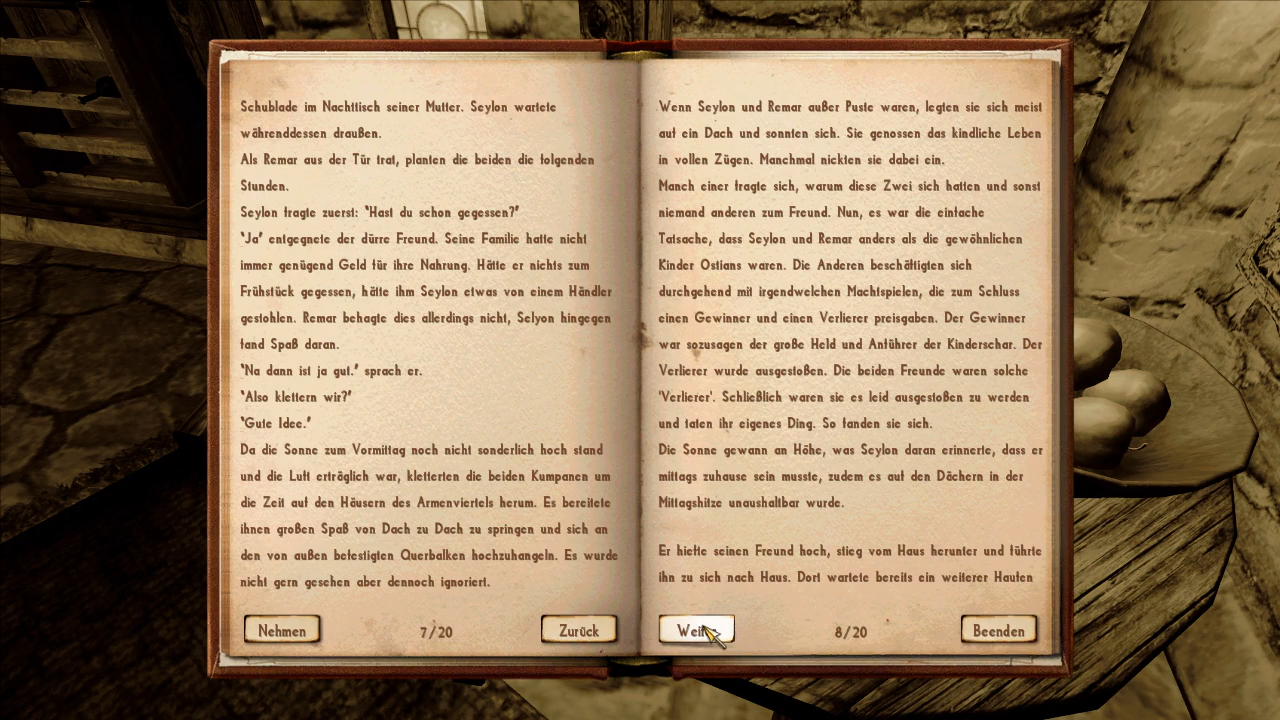 Schublade im Nachttisch seiner Mutter. Seylon wartete
währenddessen draußen.
Als Remar aus der Tür trat, planten die beiden die folgenden
Stunden.
Seylon fragte zuerst: "Hast du schon gegessen?"
"Ja" entgegnete der dürre Freund. Seine Familie hatte nicht
immer genügend Geld für ihre Nahrung. Hätte er nichts zum
Frühstück gegessen, hätte ihm Seylon etwas von einem Händler
gestohlen. Remar behagte dies allerdings nicht, Selyon hingegen
fand Spaß daran.
"Na dann ist ja gut." sprach er.
"Also klettern wir?"
"Gute Idee."
Da die Sonne zum Vormittag noch nicht sonderlich hoch stand
und die Luft erträglich war, kletterten die beiden Kumpanen um
die Zeit auf den Häusern des Armenviertels herum. Es bereitete
ihnen großen Spaß von Dach zu Dach zu springen und sich an
den von außen befestigten Querbalken hochzuhangeln. Es wurde
nicht gern gesehen aber dennoch ignoriert.
Nehmen
7/20
Zurück
Wenn Seylon und Remar außer Puste waren, legten sie sich meist
auf ein Dach und sonnten sich. Sie genossen das kindliche Leben
in vollen Zügen. Manchmal nickten sie dabei ein.
Manch einer fragte sich, warum diese Zwei sich hatten und sonst
niemand anderen zum Freund. Nun, es war die einfache
Tatsache, dass Seylon und Remar anders als die gewöhnlichen
Kinder Ostians waren. Die Anderen beschäftigten sich
durchgehend mit irgendwelchen Machtspielen, die zum Schluss
einen Gewinner und einen Verlierer preisgaben. Der Gewinner
war sozusagen der große Held und Anführer der Kinderschar. Der
Verlierer wurde ausgestoßen. Die beiden Freunde waren solche
'Verlierer'. Schließlich waren sie es leid ausgestoßen zu werden
und taten ihr eigenes Ding. So fanden sie sich.
Die Sonne gewann an Höhe, was Seylon daran erinnerte, dass er
mittags zuhause sein musste, zudem es auf den Dächern in der
Mittagshitze unaushaltbar wurde.
Er hiefte seinen Freund hoch, stieg vom Haus herunter und führte
ihn zu sich nach Haus. Dort wartete bereits ein weiterer Haufen
8/20
Beenden